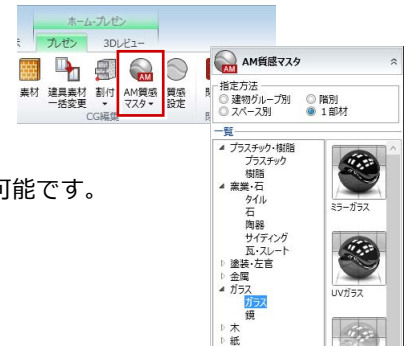 ホーム・プレゼン
プレゼン 3Dビュー
素材 建具素材一括変更 割付 AM質感マスタ 質感設定
CG編集
可能です。
AM質感マスタ
指定方法
建物グループ別 階別
スペース別 1部材
一覧
プラスチック・樹脂
プラスチック
樹脂
窯業・石
タイル
石
陶器
サイディング
瓦・スレート
塗装・左官
金属
ガラス
ガラス
鏡
木
紙
ミラーガラス
UVガラス